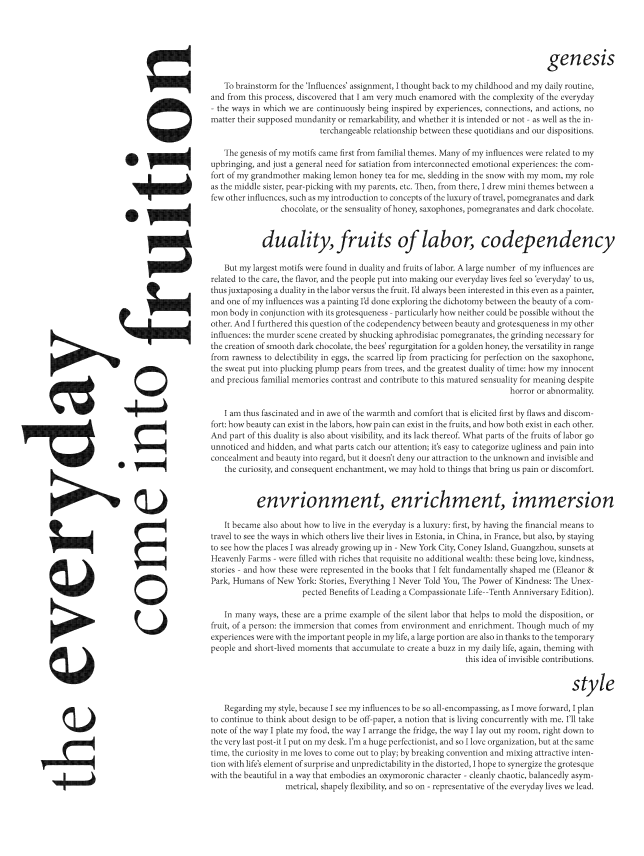 the everyday
come into fruition
genesis
To brainstorm for the ‘Influences’ assignment, I thought back to my childhood and my daily routine,
and from this process, discovered that I am very much enamored with the complexity of the everyday
- the ways in which we are continuously being inspired by experiences, connections, and actions, no
matter their supposed mundanity or remarkability, and whether it is intended or not - as well as the in-
terchangeable relationship between these quotidians and our dispositions.
The genesis of my motifs came first from familial themes. Many of my influences were related to my
upbringing, and just a general need for satiation from interconnected emotional experiences: the com-
fort of my grandmother making lemon honey tea for me, sledding in the snow with my mom, my role
as the middle sister, pear-picking with my parents, etc. Then, from there, I drew mini themes between a
few other influences, such as my introduction to concepts of the luxury of travel, pomegranates and dark
chocolate, or the sensuality of honey, saxophones, pomegranates and dark chocolate.
duality, fruits of labor, codependency
But my largest motifs were found in duality and fruits of labor. A large number of my influences are
related to the care, the flavor, and the people put into making our everyday lives feel so ‘everyday’ to us,
thus juxtaposing a duality in the labor versus the fruit. I’d always been interested in this even as a painter,
and one of my influences was a painting I’d done exploring the dichotomy between the beauty of a com-
mon body in conjunction with its grotesqueness - particularly how neither could be possible without the
other. And I furthered this question of the codependency between beauty and grotesqueness in my other
influences: the murder scene created by shucking aphrodisiac pomegranates, the grinding necessary for
the creation of smooth dark chocolate, the bees’ regurgitation for a golden honey, the versatility in range
from rawness to delectibility in eggs, the scarred lip from practicing for perfection on the saxophone,
the sweat put into plucking plump pears from trees, and the greatest duality of time: how my innocent
and precious familial memories contrast and contribute to this matured sensuality for meaning despite
horror or abnormality.
I am thus fascinated and in awe of the warmth and comfort that is elicited first by flaws and discom-
fort: how beauty can exist in the labors, how pain can exist in the fruits, and how both exist in each other.
And part of this duality is also about visibility, and its lack thereof. What parts of the fruits of labor go
unnoticed and hidden, and what parts catch our attention; it’s easy to categorize ugliness and pain into
concealment and beauty into regard, but it doesn’t deny our attraction to the unknown and invisible and
the curiosity, and consequent enchantment, we may hold to things that bring us pain or discomfort.
envrionment, enrichment, immersion
It became also about how to live in the everyday is a luxury: first, by having the financial means to
travel to see the ways in which others live their lives in Estonia, in China, in France, but also, by staying
to see how the places I was already growing up in - New York City, Coney Island, Guangzhou, sunsets at
Heavenly Farms - were filled with riches that requisite no additional wealth: these being love, kindness,
stories - and how these were represented in the books that I felt fundamentally shaped me (Eleanor &
Park, Humans of New York: Stories, Everything I Never Told You, The Power of Kindness: The Unex-
pected Benefits of Leading a Compassionate Life--Tenth Anniversary Edition).
In many ways, these are a prime example of the silent labor that helps to mold the disposition, or
fruit, of a person: the immersion that comes from environment and enrichment. Though much of my
experiences were with the important people in my life, a large portion are also in thanks to the temporary
people and short-lived moments that accumulate to create a buzz in my daily life, again, theming with
this idea of invisible contributions.
style
Regarding my style, because I see my influences to be so all-encompassing, as I move forward, I plan
to continue to think about design to be off-paper, a notion that is living concurrently with me. I’ll take
note of the way I plate my food, the way I arrange the fridge, the way I lay out my room, right down to
the very last post-it I put on my desk. I’m a huge perfectionist, and so I love organization, but at the same
time, the curiosity in me loves to come out to play; by breaking convention and mixing attractive inten-
tion with life’s element of surprise and unpredictability in the distorted, I hope to synergize the grotesque
with the beautiful in a way that embodies an oxymoronic character - cleanly chaotic, balancedly asym-
metrical, shapely flexibility, and so on - representative of the everyday lives we lead.